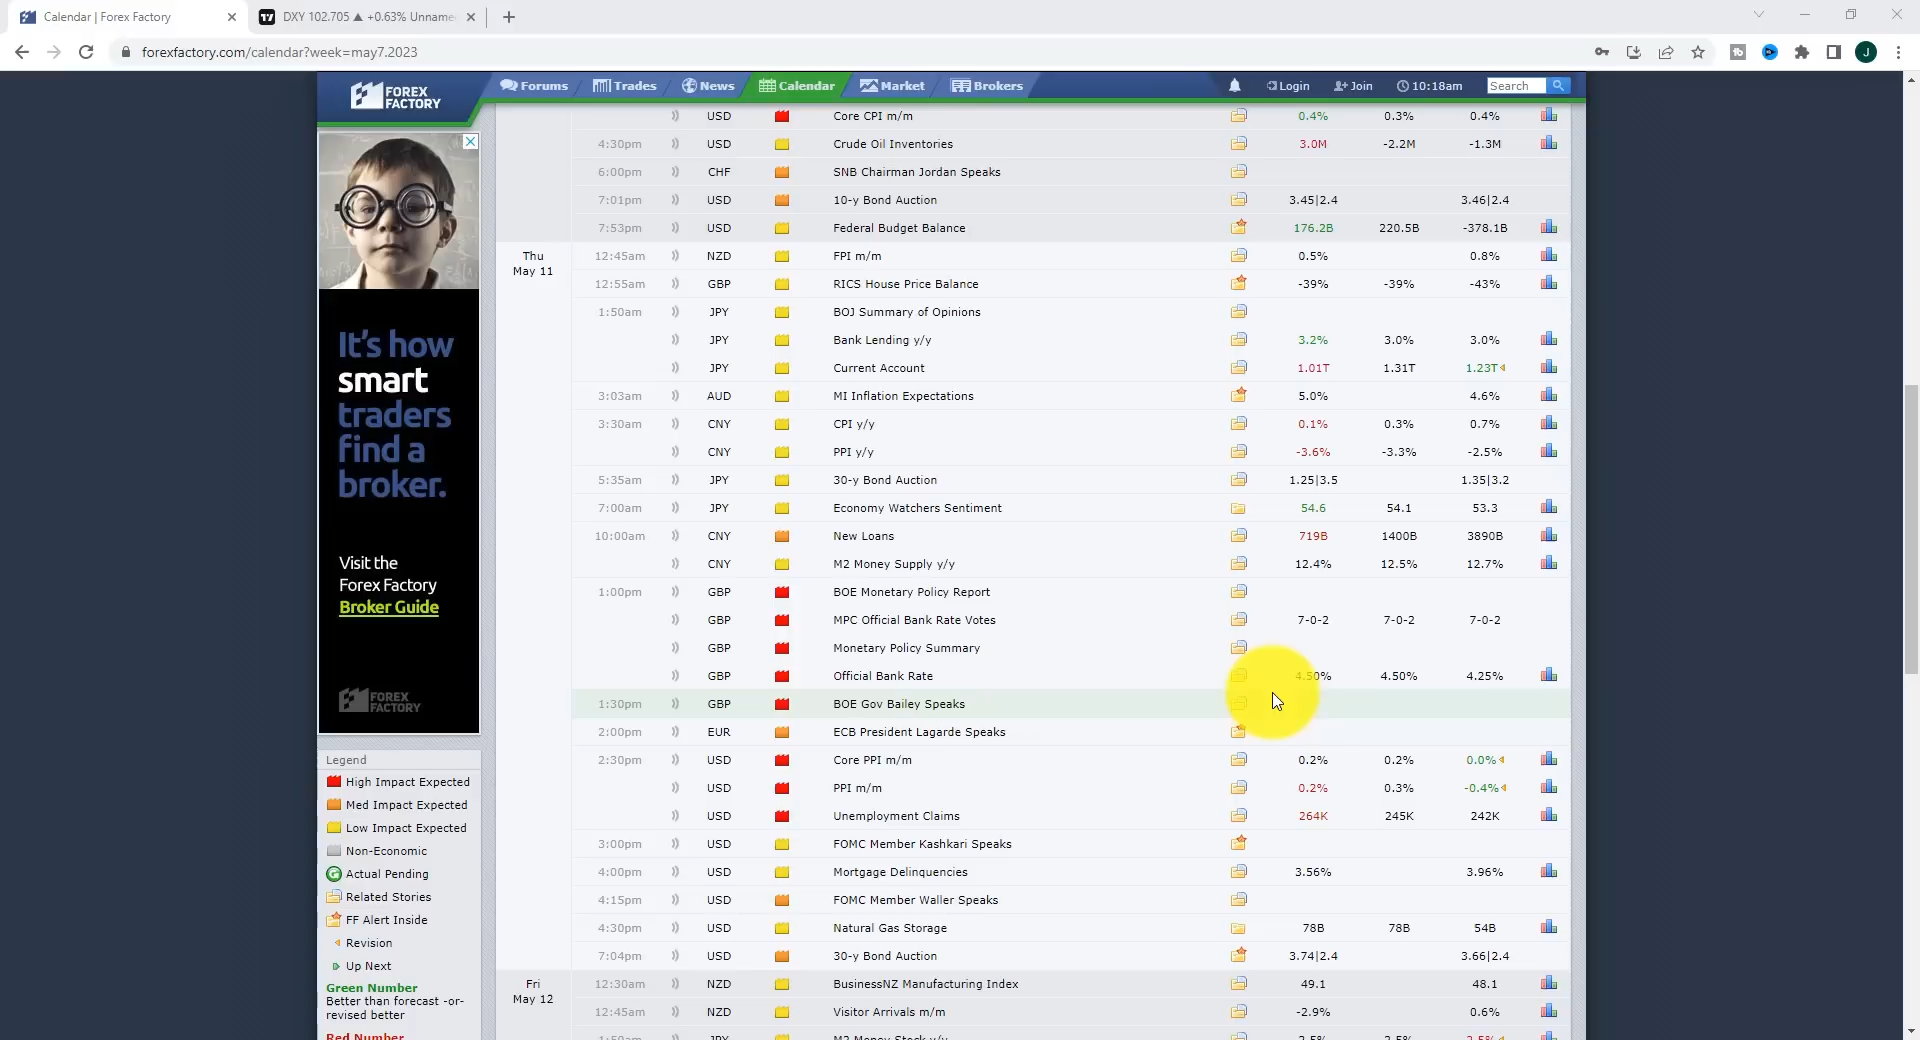 Calendar | Forex Factory
DXY 102.705 ▲ +0.63% Unname
forexfactory.com/calendar?week=may7.2023
J
FOREX FACTORY
Forums Trades News Calendar Market Brokers Login Join 10:18am Search
USD Core CPI m/m 0.4% 0.3% 0.4%
4:30pm USD Crude Oil Inventories 3.0M -2.2M -1.3M
6:00pm CHF SNB Chairman Jordan Speaks
7:01pm USD 10-y Bond Auction 3.45|2.4 3.46|2.4
7:53pm USD Federal Budget Balance 176.2B 220.5B -378.1B
Thu May 11 12:45am NZD FPI m/m 0.5% 0.8%
12:55am GBP RICS House Price Balance -39% -39% -43%
1:50am JPY BOJ Summary of Opinions
JPY Bank Lending y/y 3.2% 3.0% 3.0%
JPY Current Account 1.01T 1.31T 1.23T
3:03am AUD MI Inflation Expectations 5.0% 4.6%
3:30am CNY CPI y/y 0.1% 0.3% 0.7%
CNY PPI y/y -3.6% -3.3% -2.5%
5:35am JPY 30-y Bond Auction 1.25|3.5 1.35|3.2
7:00am JPY Economy Watchers Sentiment 54.6 54.1 53.3
10:00am CNY New Loans 719B 1400B 3890B
CNY M2 Money Supply y/y 12.4% 12.5% 12.7%
1:00pm GBP BOE Monetary Policy Report
GBP MPC Official Bank Rate Votes 7-0-2 7-0-2 7-0-2
GBP Monetary Policy Summary
GBP Official Bank Rate 4.50% 4.50% 4.25%
1:30pm GBP BOE Gov Bailey Speaks
2:00pm EUR ECB President Lagarde Speaks
2:30pm USD Core PPI m/m 0.2% 0.2% 0.0%
USD PPI m/m 0.2% 0.3% -0.4%
USD Unemployment Claims 264K 245K 242K
3:00pm USD FOMC Member Kashkari Speaks
4:00pm USD Mortgage Delinquencies 3.56% 3.96%
4:15pm USD FOMC Member Waller Speaks
4:30pm USD Natural Gas Storage 78B 78B 54B
7:04pm USD 30-y Bond Auction 3.74|2.4 3.66|2.4
Fri May 12 12:30am NZD BusinessNZ Manufacturing Index 49.1 48.1
12:45am NZD Visitor Arrivals m/m -2.9% 0.6%
1:50am JPY M2 Money Stock y/y 2.5% 2.5% 2.5%
It's how
smart
traders
find a
broker.
Visit the
Forex Factory
Broker Guide
FOREX FACTORY
Legend
High Impact Expected
Med Impact Expected
Low Impact Expected
Non-Economic
Actual Pending
Related Stories
FF Alert Inside
Revision
Up Next
Green Number
Better than forecast -or-
revised better
Red Number